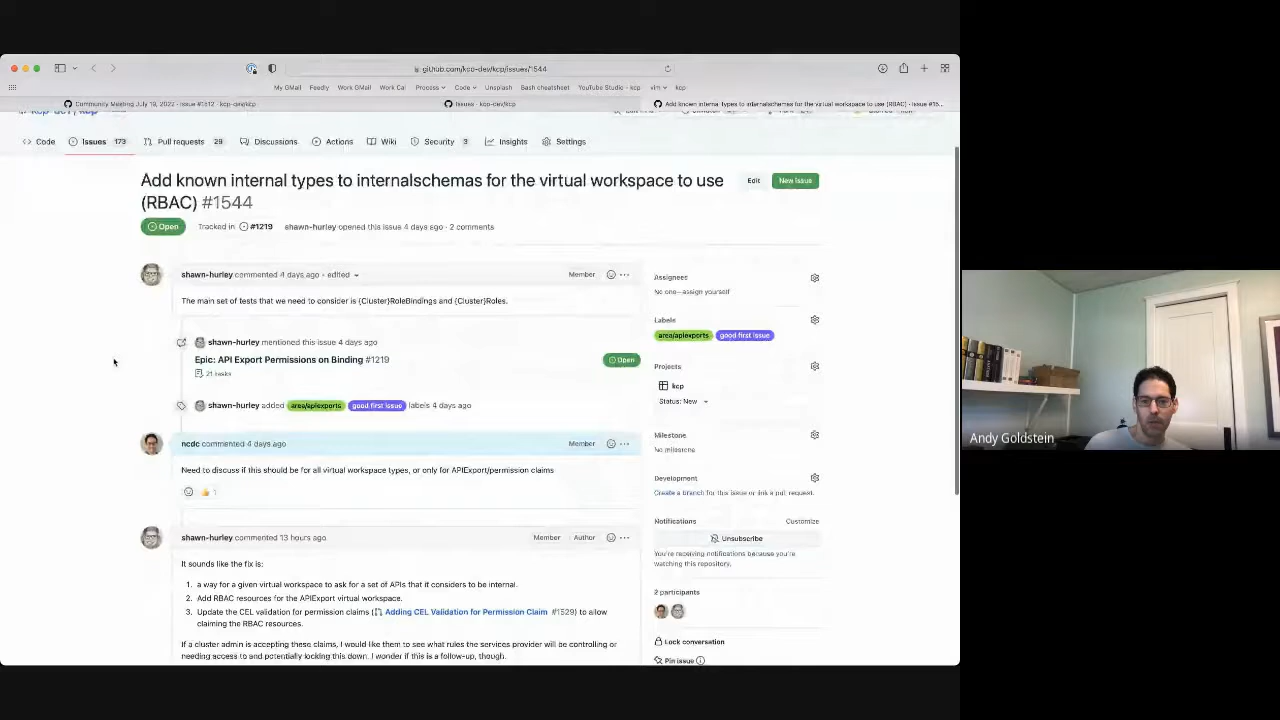 github.com/kcp-dev/kcp/issues/1544
My GMail Feedly Work GMail Work Cal Process Code Unsplash Bash cheatsheet YouTube Studio - kcp vim kcp
Community Meeting July 19, 2022 · Issue #1512 · kcp-dev/kcp
Issues · kcp-dev/kcp
Add known internal types to internalschemas for the virtual workspace to use (RBAC) · Issue #15...
kcp-dev / kcp
Code Issues 173 Pull requests 29 Discussions Actions Wiki Security 3 Insights Settings
Add known internal types to internalschemas for the virtual workspace to use
(RBAC) #1544
Edit New issue
Open Tracked in #1219 shawn-hurley opened this issue 4 days ago · 2 comments
shawn-hurley commented 4 days ago · edited
Member
The main set of tests that we need to consider is {Cluster}RoleBindings and {Cluster}Roles.
shawn-hurley mentioned this issue 4 days ago
Epic: API Export Permissions on Binding #1219
Open
21 tasks
shawn-hurley added area/apiexports good first issue labels 4 days ago
ncdc commented 4 days ago
Member
Need to discuss if this should be for all virtual workspace types, or only for APIExport/permission claims
👍 1
shawn-hurley commented 13 hours ago
Member Author
It sounds like the fix is:
1. a way for a given virtual workspace to ask for a set of APIs that it considers to be internal.
2. Add RBAC resources for the APIExport virtual workspace.
3. Update the CEL validation for permission claims (Adding CEL Validation for Permission Claim #1529) to allow
claiming the RBAC resources.
If a cluster admin is accepting these claims, I would like them to see what rules the services provider will be controlling or
needing access to and potentially locking this down. I wonder if this is a follow-up, though.
Assignees
No one—assign yourself
Labels
area/apiexports good first issue
Projects
kcp
Status: New
Milestone
No milestone
Development
Create a branch for this issue or link a pull request.
Notifications
Customize
Unsubscribe
You're receiving notifications because you're
watching this repository.
2 participants
Lock conversation
Pin issue
Andy Goldstein